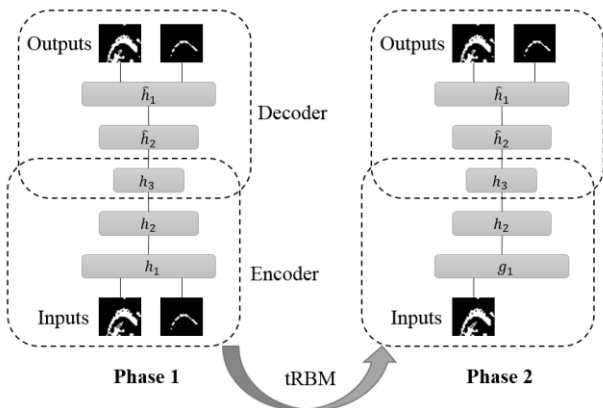 Outputs
ĥ₁
ĥ₂
Decoder
h₃
h₂
h₁
Encoder
Inputs
Phase 1
tRBM
Outputs
ĥ₁
ĥ₂
h₃
h₂
g₁
Inputs
Phase 2